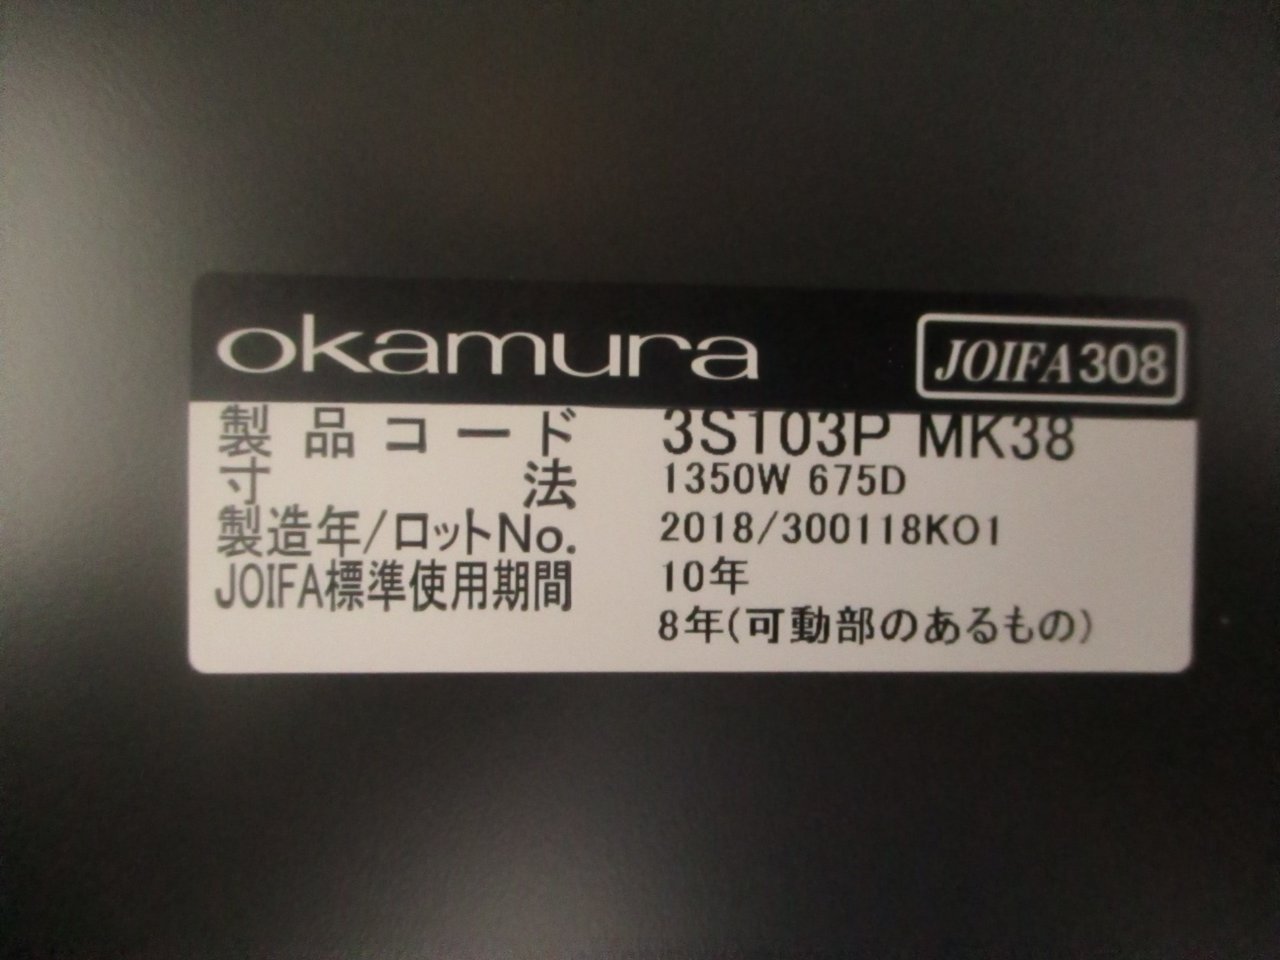 okamura JOIFA308
製品コード 3S103P MK38
寸法 1350W 675D
製造年/ロットNo. 2018/300118KO1
JOIFA標準使用期間 10年
8年(可動部のあるもの)